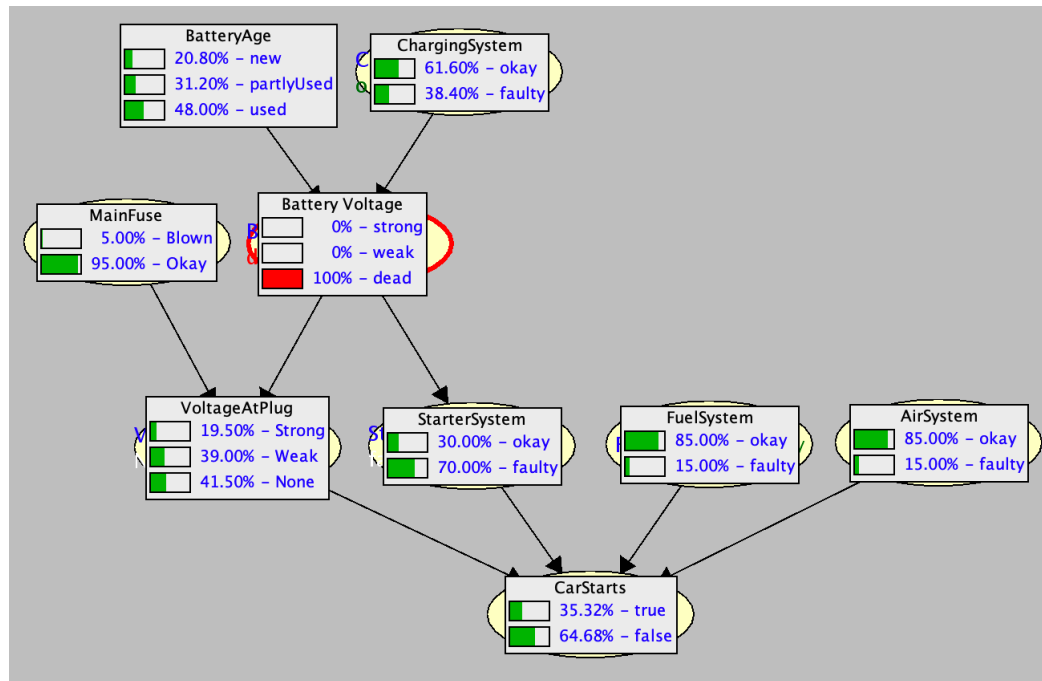 BatteryAge
20.80% - new
31.20% - partlyUsed
48.00% - used
ChargingSystem
61.60% - okay
38.40% - faulty
MainFuse
5.00% - Blown
95.00% - Okay
Battery Voltage
0% - strong
0% - weak
100% - dead
VoltageAtPlug
19.50% - Strong
39.00% - Weak
41.50% - None
StarterSystem
30.00% - okay
70.00% - faulty
FuelSystem
85.00% - okay
15.00% - faulty
AirSystem
85.00% - okay
15.00% - faulty
CarStarts
35.32% - true
64.68% - false